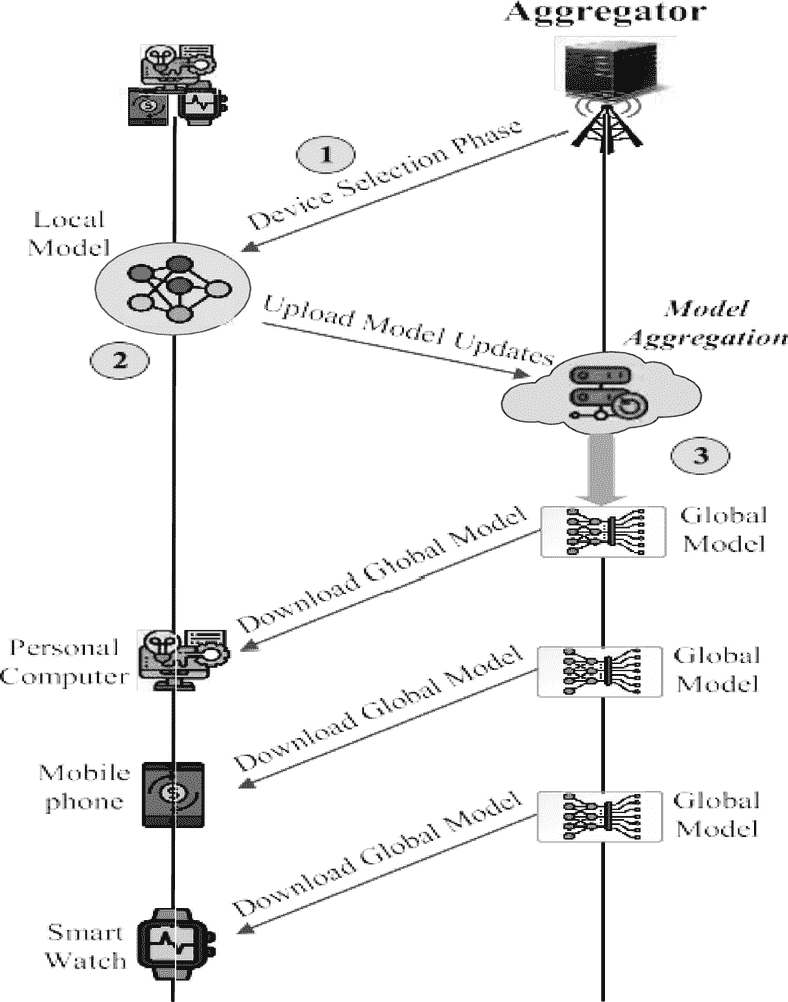 Aggregator
1
Device Selection Phase
Local
Model
Upload Model Updates
Model
Aggregation
2
3
Download Global Model
Global
Model
Personal
Computer
Download Global Model
Global
Model
Mobile
phone
Download Global Model
Global
Model
Smart
Watch